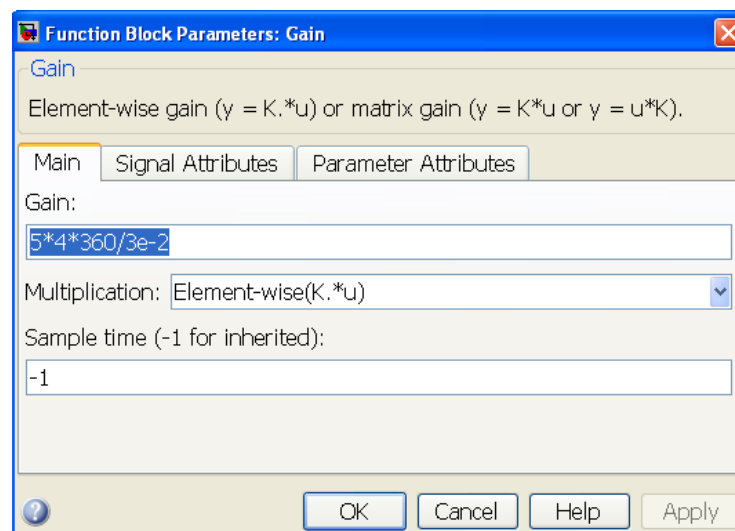 Function Block Parameters: Gain
Gain
Element-wise gain (y = K.*u) or matrix gain (y = K*u or y = u*K).
Main Signal Attributes Parameter Attributes
Gain:
5*4*360/3e-2
Multiplication: Element-wise(K.*u)
Sample time (-1 for inherited):
-1
OK Cancel Help Apply